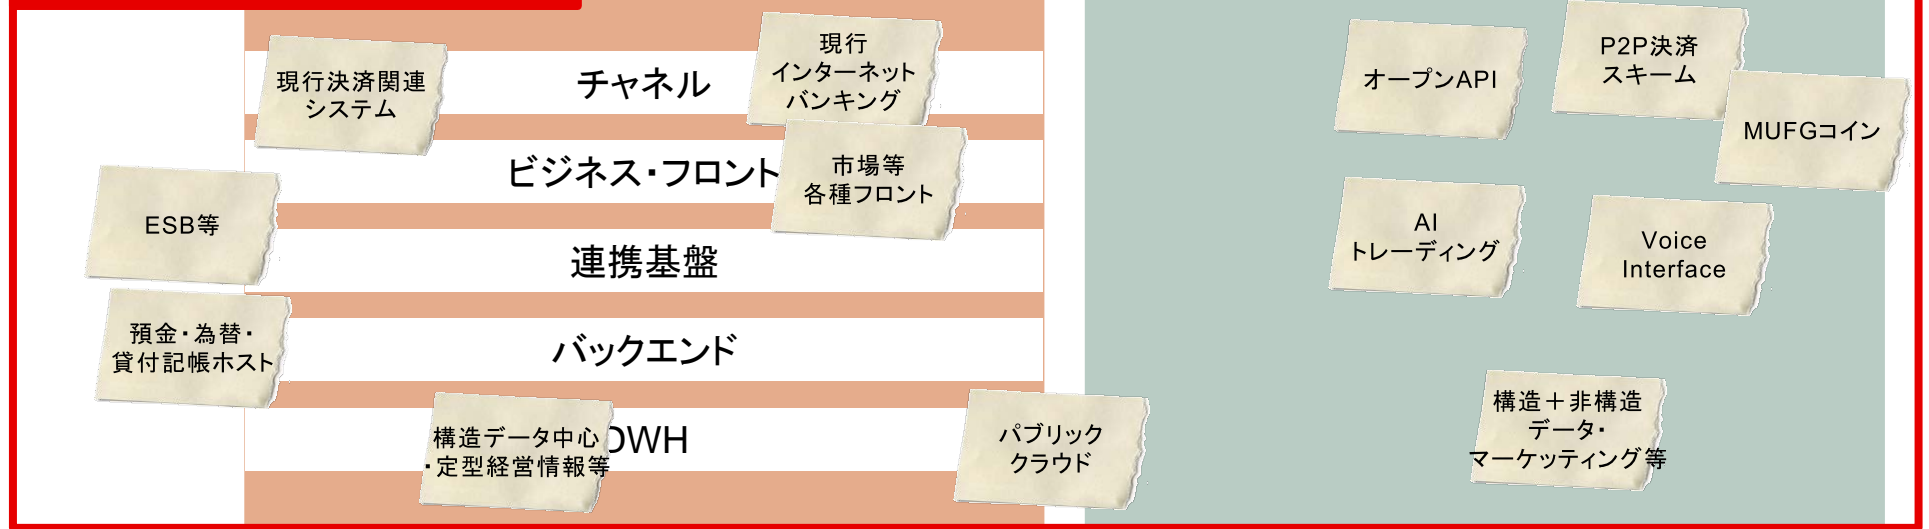 現行決済関連
システム
チャネル
現行
インターネット
バンキング
オープンAPI
P2P決済
スキーム
MUFGコイン
ビジネス・フロント
市場等
各種フロント
ESB等
連携基盤
AI
トレーディング
Voice
Interface
預金・為替・
貸付記帳ホスト
バックエンド
構造データ中心
・定型経営情報等
DWH
パブリック
クラウド
構造＋非構造
データ・
マーケッティング等